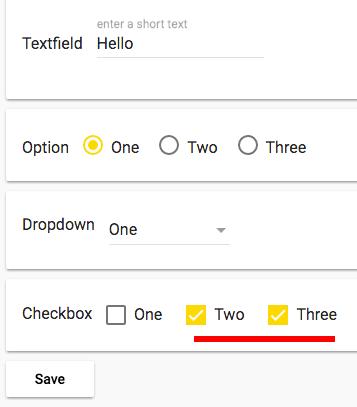 enter a short text
Textfield Hello
Option One Two Three
Dropdown One
Checkbox One Two Three
Save